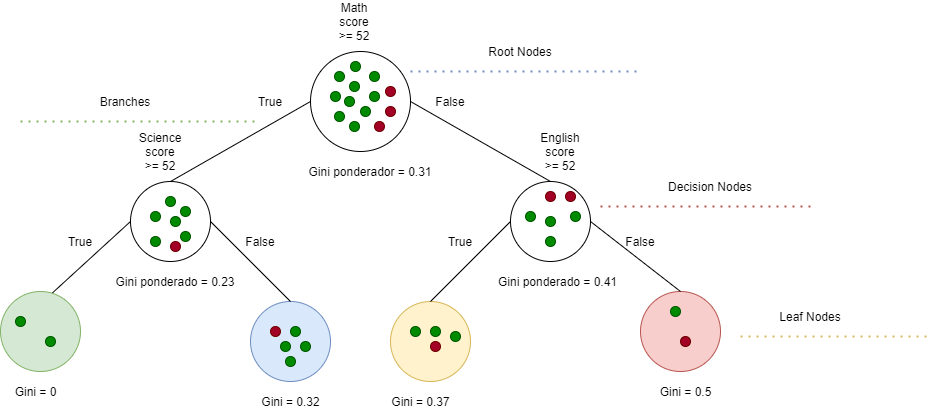 Math
score
>= 52
Root Nodes
Branches
True
False
Science
score
>= 52
English
score
>= 52
Gini ponderador = 0.31
Decision Nodes
True
False
True
False
Gini ponderado = 0.23
Gini ponderado = 0.41
Leaf Nodes
Gini = 0
Gini = 0.32
Gini = 0.37
Gini = 0.5